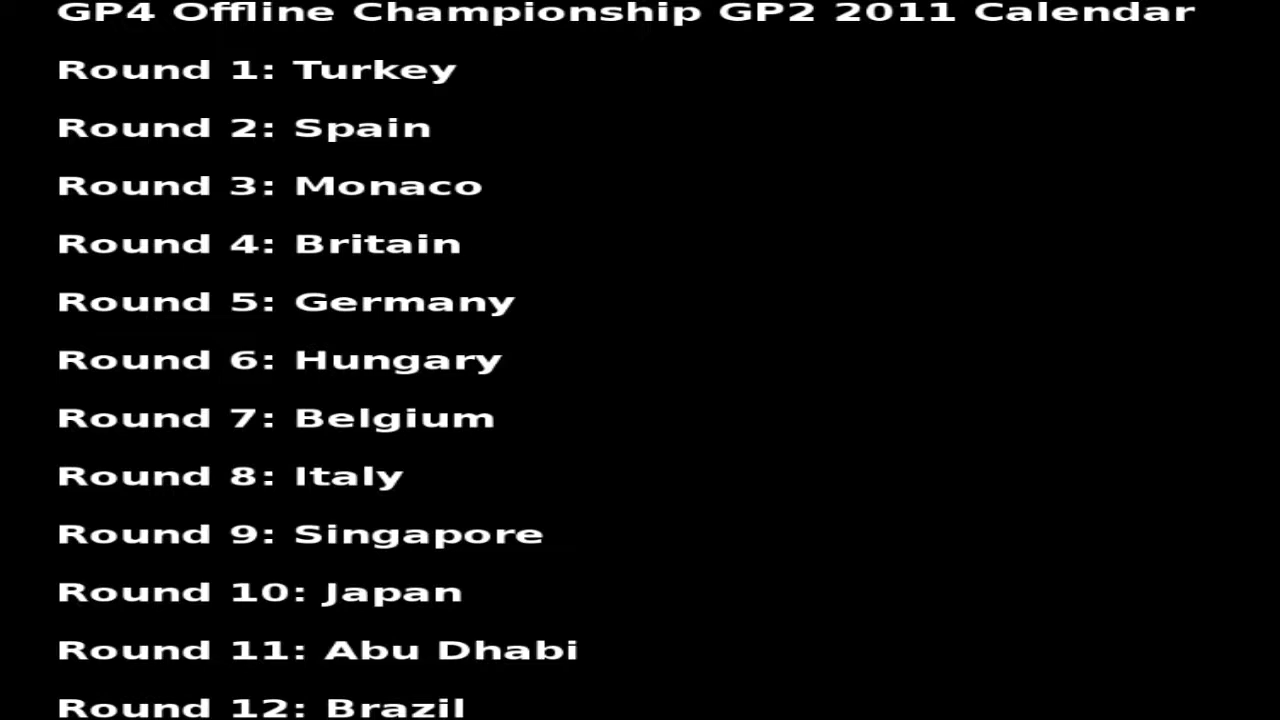 GP4 Offline Championship GP2 2011 Calendar
Round 1: Turkey
Round 2: Spain
Round 3: Monaco
Round 4: Britain
Round 5: Germany
Round 6: Hungary
Round 7: Belgium
Round 8: Italy
Round 9: Singapore
Round 10: Japan
Round 11: Abu Dhabi
Round 12: Brazil